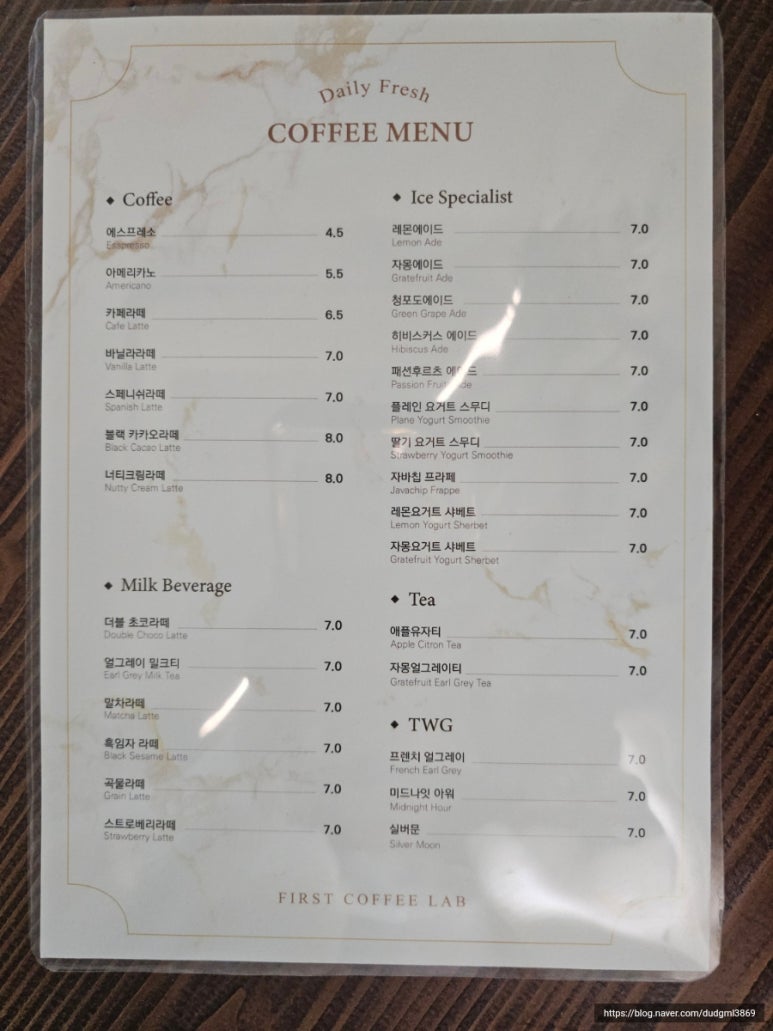 Daily Fresh
COFFEE MENU
◆ Coffee
에스프레소 4.5
Esspresso
아메리카노 5.5
Americano
카페라떼 6.5
Cafe Latte
바닐라라떼 7.0
Vanilla Latte
스페니쉬라떼 7.0
Spanish Latte
블랙 카카오라떼 8.0
Black Cacao Latte
너티크림라떼 8.0
Nutty Cream Latte
◆ Milk Beverage
더블 초코라떼 7.0
Double Choco Latte
얼그레이 밀크티 7.0
Earl Grey Milk Tea
말차라떼 7.0
Matcha Latte
흑임자 라떼 7.0
Black Sesame Latte
곡물라떼 7.0
Grain Latte
스트로베리라떼 7.0
Strawberry Latte
◆ Ice Specialist
레몬에이드 7.0
Lemon Ade
자몽에이드 7.0
Gratefruit Ade
청포도에이드 7.0
Green Grape Ade
히비스커스 에이드 7.0
Hibiscus Ade
패션후르츠 에이드 7.0
Passion Fruit Ade
플레인 요거트 스무디 7.0
Plane Yogurt Smoothie
딸기 요거트 스무디 7.0
Strawberry Yogurt Smoothie
자바칩 프라페 7.0
Javachip Frappe
레몬요거트 샤베트 7.0
Lemon Yogurt Sherbet
자몽요거트 샤베트 7.0
Gratefruit Yogurt Sherbet
◆ Tea
애플유자티 7.0
Apple Citron Tea
자몽얼그레이티 7.0
Gratefruit Earl Grey Tea
◆ TWG
프렌치 얼그레이 7.0
French Earl Grey
미드나잇 아워 7.0
Midnight Hour
실버문 7.0
Silver Moon
FIRST COFFEE LAB
https://blog.naver.com/dudgml3869